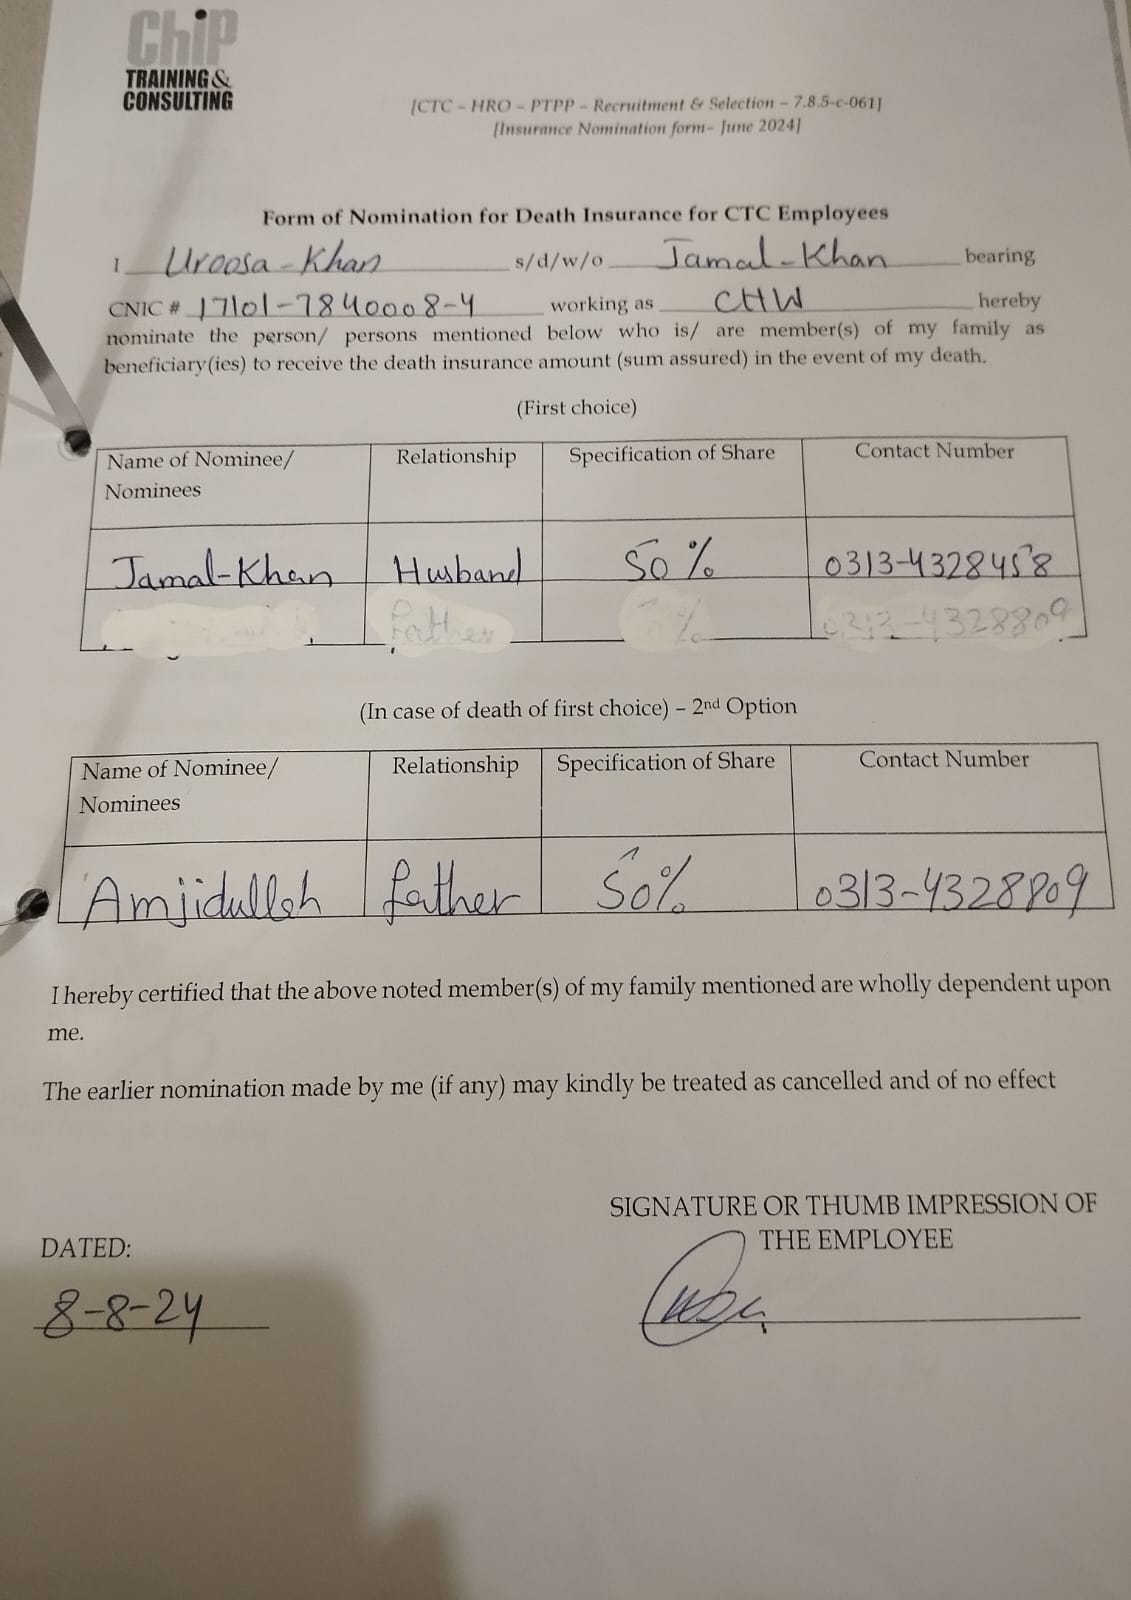 Chip
TRAINING &
CONSULTING
[CTC – HRO – PTPP – Recruitment & Selection – 7.8.5-c-061]
[Insurance Nomination form– June 2024]
Form of Nomination for Death Insurance for CTC Employees
I Uroosa-Khan s/d/w/o Jamal-Khan bearing
CNIC # 17101-7840008-4 working as CHW hereby
nominate the person/ persons mentioned below who is/ are member(s) of my family as
beneficiary(ies) to receive the death insurance amount (sum assured) in the event of my death.
(First choice)
Name of Nominee/ Relationship Specification of Share Contact Number
Nominees
Jamal-Khan Husband 50% 0313-4328458
Father % 0313-4328809
(In case of death of first choice) – 2nd Option
Name of Nominee/ Relationship Specification of Share Contact Number
Nominees
Amjidullah father 50% 0313-4328809
I hereby certified that the above noted member(s) of my family mentioned are wholly dependent upon
me.
The earlier nomination made by me (if any) may kindly be treated as cancelled and of no effect
SIGNATURE OR THUMB IMPRESSION OF
THE EMPLOYEE
DATED:
8-8-24